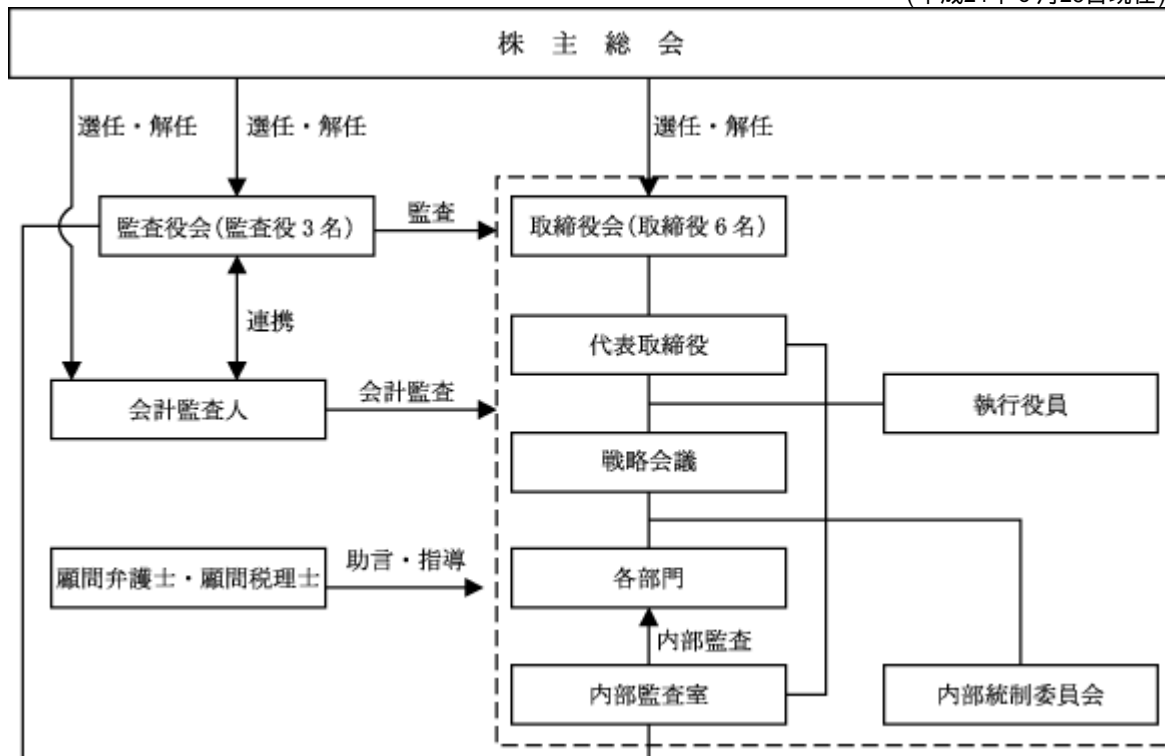 株 主 総 会
選任・解任
選任・解任
選任・解任
監査役会(監査役3名)
監査
取締役会(取締役6名)
連携
代表取締役
会計監査人
会計監査
執行役員
戦略会議
顧問弁護士・顧問税理士
助言・指導
各部門
内部監査
内部監査室
内部統制委員会